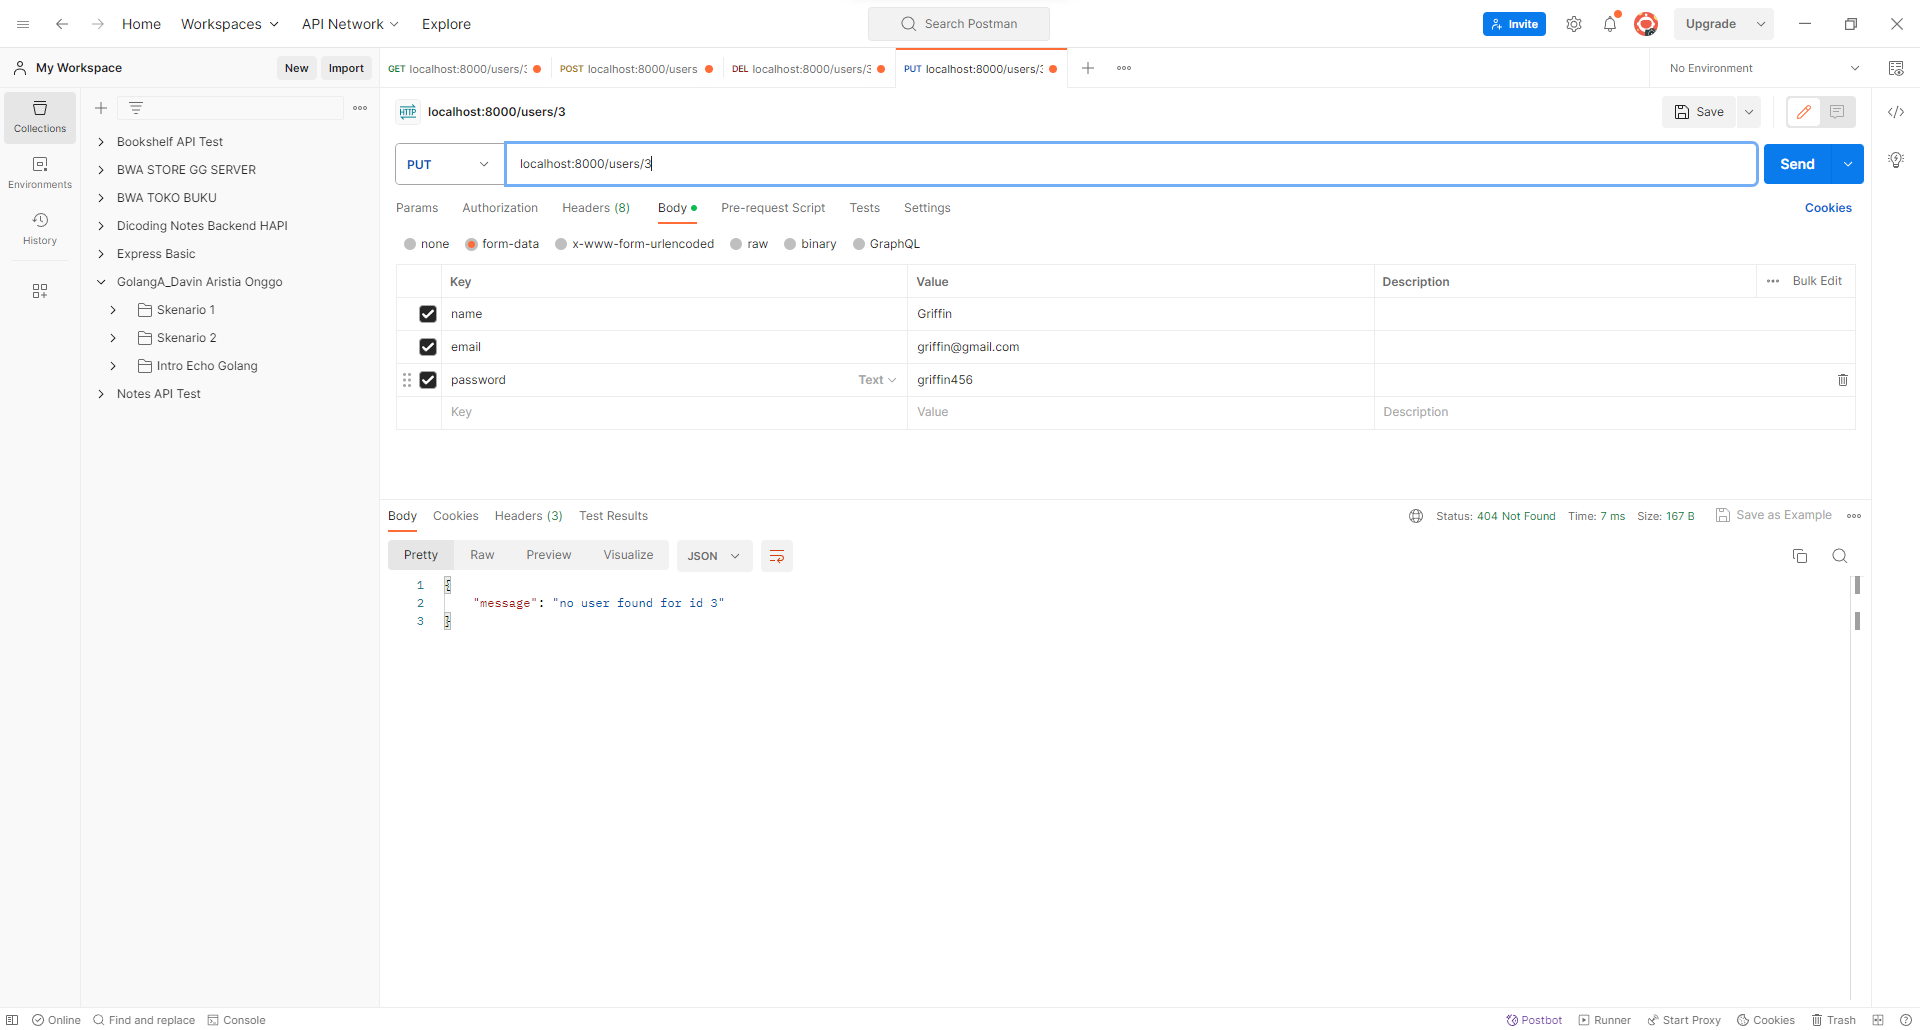 Home Workspaces API Network Explore Search Postman Invite Upgrade
My Workspace New Import GET localhost:8000/users/3 POST localhost:8000/users DEL localhost:8000/users/3 PUT localhost:8000/users/3 No Environment
Collections
Environments
History
Bookshelf API Test
BWA STORE GG SERVER
BWA TOKO BUKU
Dicoding Notes Backend HAPI
Express Basic
GolangA_Davin Aristia Onggo
Skenario 1
Skenario 2
Intro Echo Golang
Notes API Test
HTTP localhost:8000/users/3 Save
PUT localhost:8000/users/3 Send
Params Authorization Headers (8) Body Pre-request Script Tests Settings Cookies
none form-data x-www-form-urlencoded raw binary GraphQL
Key Value Description Bulk Edit
name Griffin
email griffin@gmail.com
password Text griffin456
Key Value Description
Body Cookies Headers (3) Test Results Status: 404 Not Found Time: 7 ms Size: 167 B Save as Example
Pretty Raw Preview Visualize JSON
1 {
2 "message": "no user found for id 3"
3 }
Online Find and replace Console Postbot Runner Start Proxy Cookies Trash